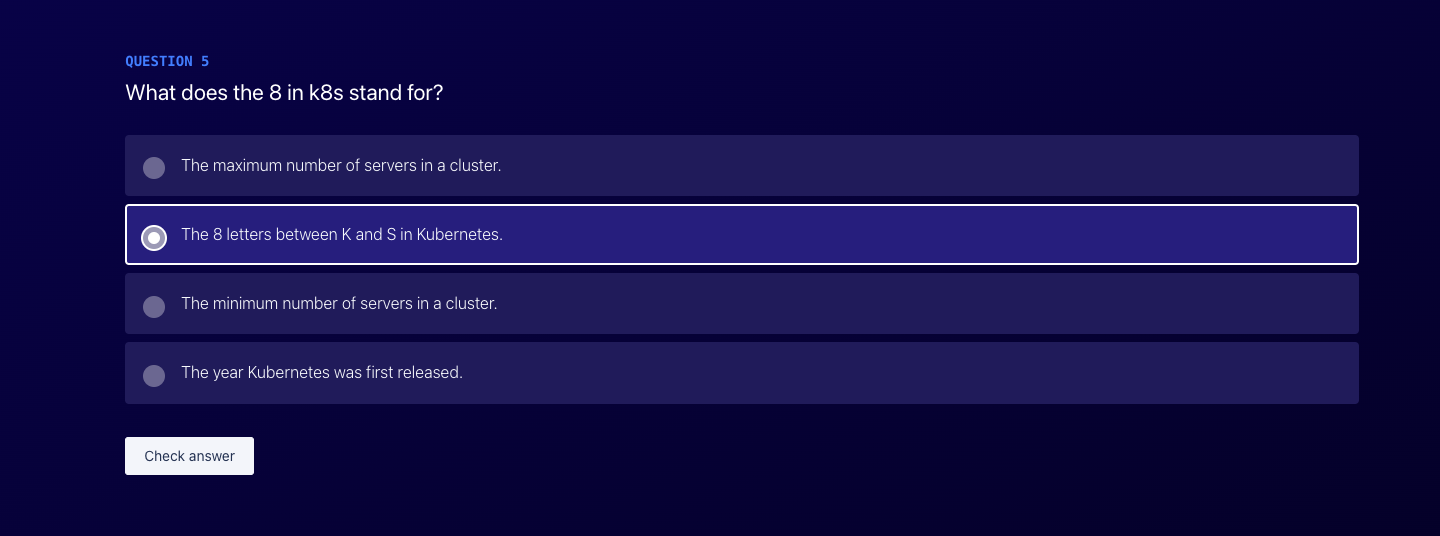 QUESTION 5
What does the 8 in k8s stand for?
The maximum number of servers in a cluster.
The 8 letters between K and S in Kubernetes.
The minimum number of servers in a cluster.
The year Kubernetes was first released.
Check answer